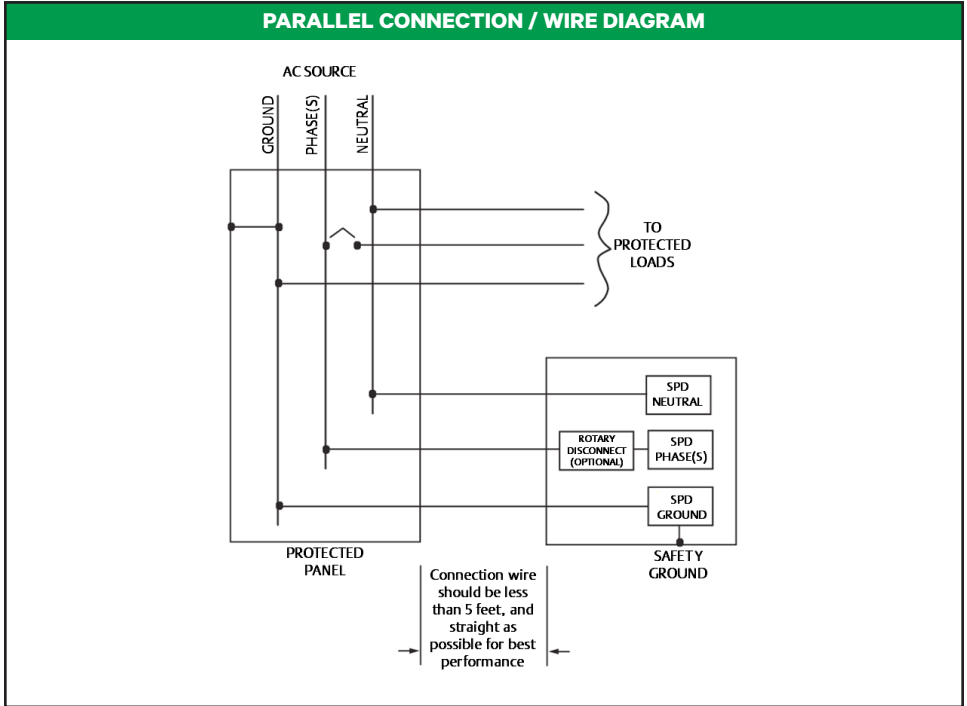 PARALLEL CONNECTION / WIRE DIAGRAM
AC SOURCE
GROUND
PHASE(S)
NEUTRAL
TO
PROTECTED
LOADS
SPD
NEUTRAL
ROTARY
DISCONNECT
(OPTIONAL)
SPD
PHASE(S)
SPD
GROUND
PROTECTED
PANEL
SAFETY
GROUND
Connection wire
should be less
than 5 feet, and
straight as
possible for best
performance